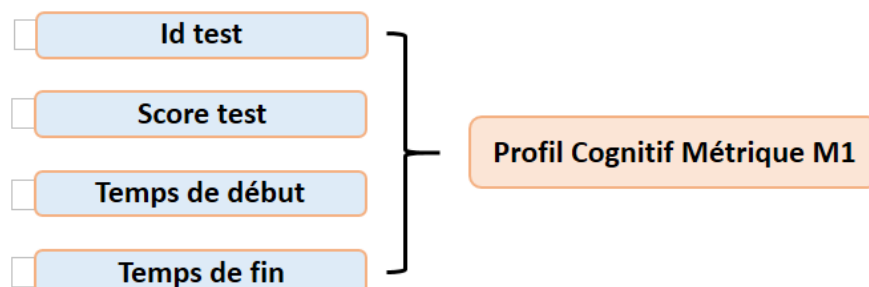 Id test
Score test
Temps de début
Temps de fin
Profil Cognitif Métrique M1